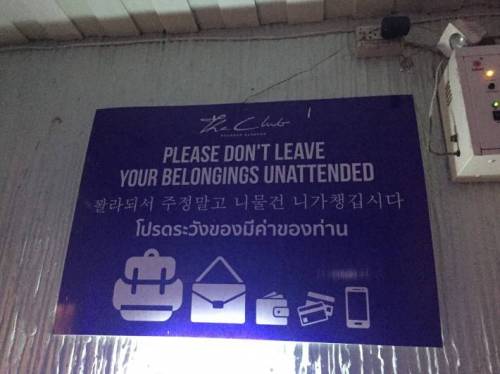 The Club
PLEASE DON'T LEAVE
YOUR BELONGINGS UNATTENDED
꽐라되서 주정말고 니물건 니가챙깁시다
โปรดระวังของมีค่าของท่าน